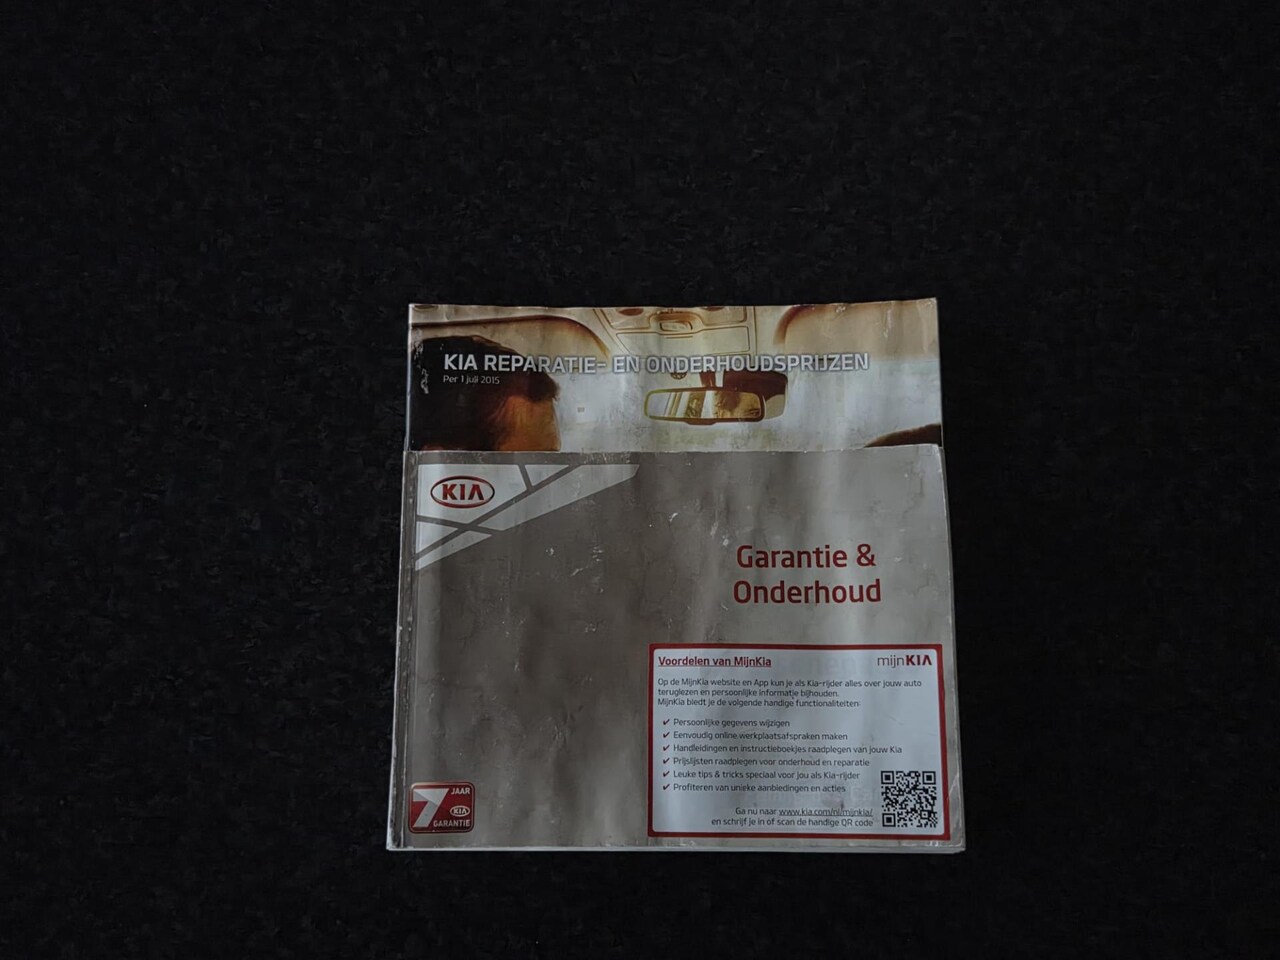 KIA REPARATIE- EN ONDERHOUDSPRIJZEN
Per 1 juli 2015
KIA
Garantie &
Onderhoud
Voordelen van MijnKia
mijnKIA
Op de MijnKia website en App kun je als Kia-rijder alles over jouw auto
teruglezen en persoonlijke informatie bijhouden.
MijnKia biedt je de volgende handige functionaliteiten:
✔ Persoonlijke gegevens wijzigen
✔ Eenvoudig online werkplaatsafspraken maken
✔ Handleidingen en instructieboekjes raadplegen van jouw Kia
✔ Prijslijsten raadplegen voor onderhoud en reparatie
✔ Leuke tips & tricks speciaal voor jou als Kia-rijder
✔ Profiteren van unieke aanbiedingen en acties
Ga nu naar www.kia.com/nl/mijnkia/
en schrijf je in of scan de handige QR code
7 JAAR
KIA
GARANTIE